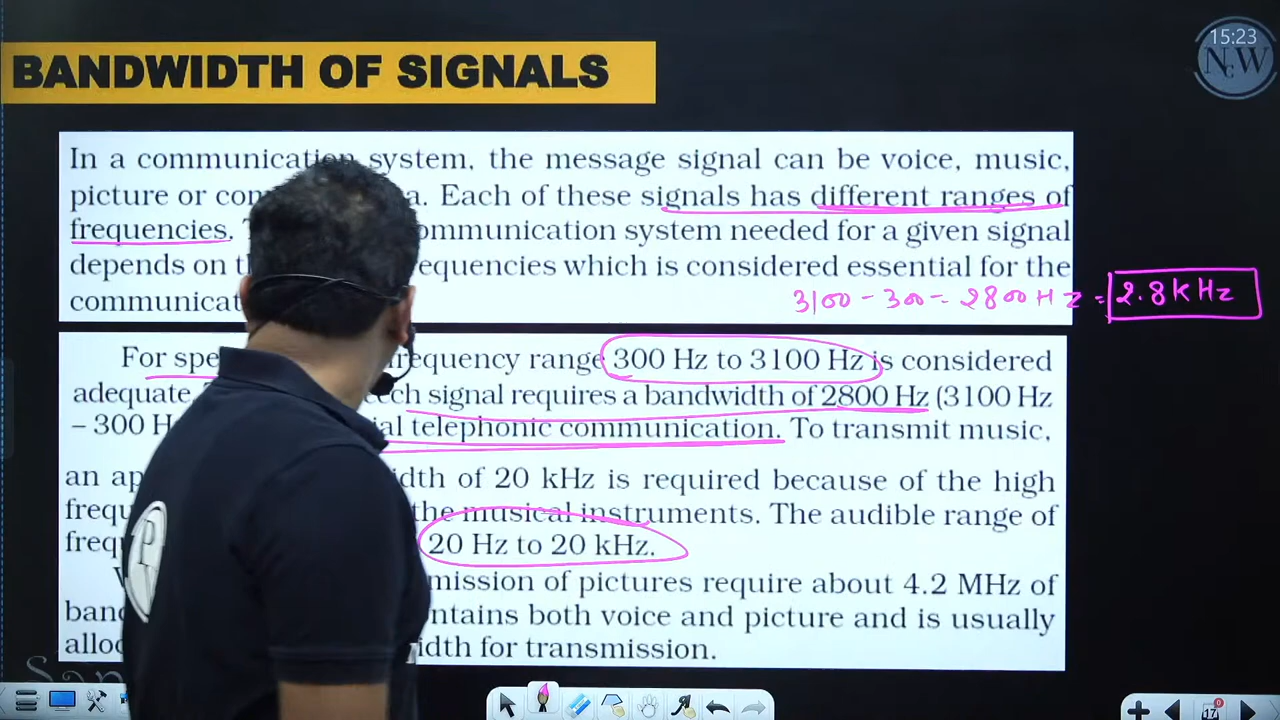 15:23
NcW
BANDWIDTH OF SIGNALS
In a communication system, the message signal can be voice, music,
picture or a. Each of these signals has different ranges of
frequencies. ommunication system needed for a given signal
depends on equencies which is considered essential for the
communicat
3100 - 300 = 2800 Hz = 2.8 kHz
For spe requency range 300 Hz to 3100 Hz is considered
adequate. ech signal requires a bandwidth of 2800 Hz (3100 Hz
– 300 H al telephonic communication. To transmit music,
an ap idth of 20 kHz is required because of the high
frequ the musical instruments. The audible range of
freq 20 Hz to 20 kHz.
mission of pictures require about 4.2 MHz of
ban ntains both voice and picture and is usually
alloc idth for transmission.
17